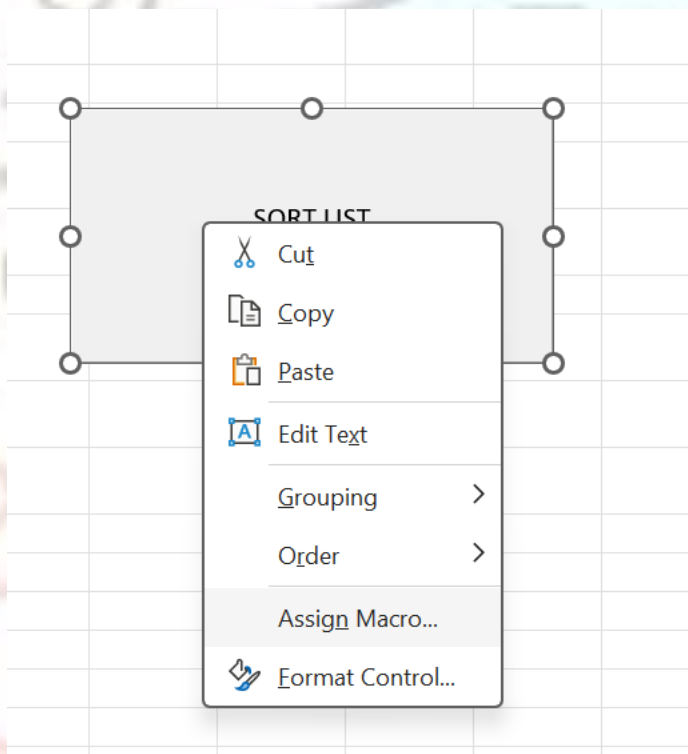 SORT LIST
Cut
Copy
Paste
Edit Text
Grouping
Order
Assign Macro...
Format Control...